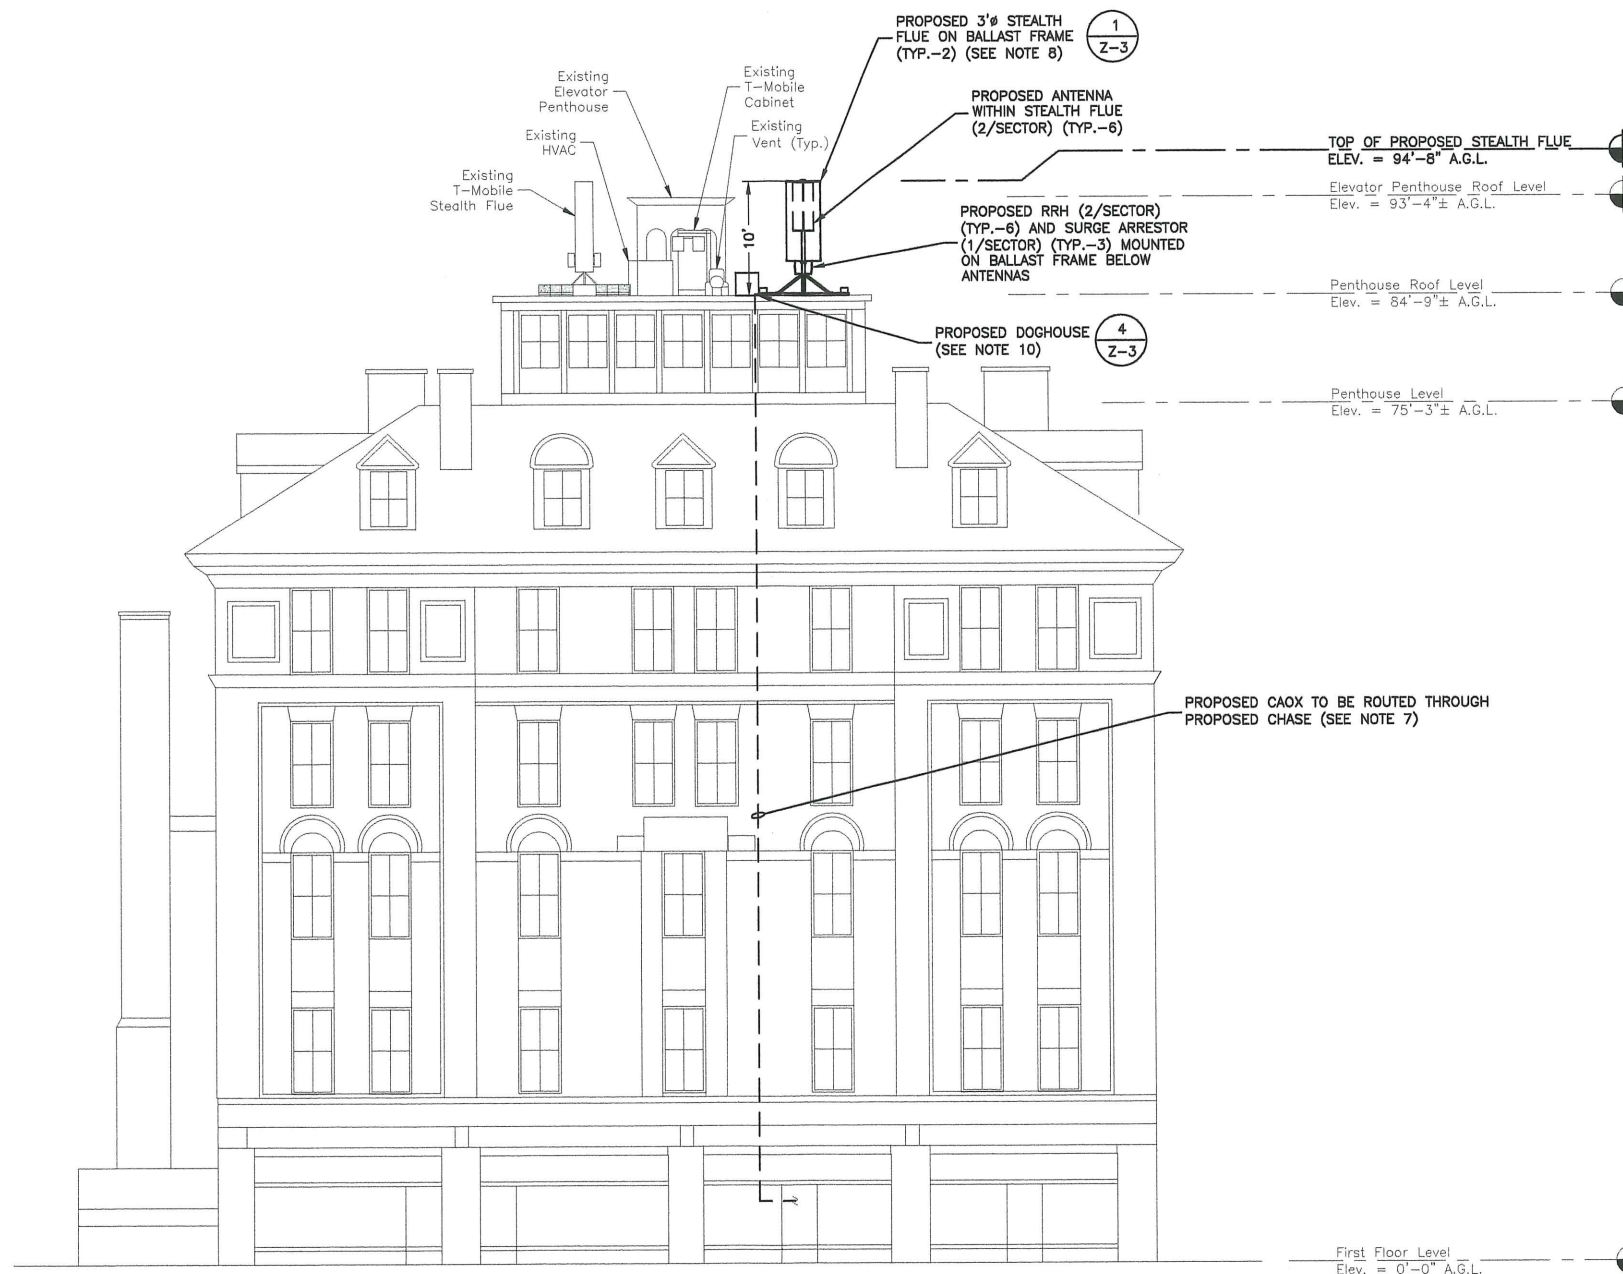 PROPOSED 3'ø STEALTH
FLUE ON BALLAST FRAME
(TYP.-2) (SEE NOTE 8)
1
Z-3
Existing
Elevator
Penthouse
Existing
T-Mobile
Cabinet
PROPOSED ANTENNA
WITHIN STEALTH FLUE
(2/SECTOR) (TYP.-6)
Existing
HVAC
Existing
Vent (Typ.)
TOP OF PROPOSED STEALTH FLUE
ELEV. = 94'-8" A.G.L.
Existing
T-Mobile
Stealth Flue
Elevator Penthouse Roof Level
Elev. = 93'-4"± A.G.L.
10'
PROPOSED RRH (2/SECTOR)
(TYP.-6) AND SURGE ARRESTOR
(1/SECTOR) (TYP.-3) MOUNTED
ON BALLAST FRAME BELOW
ANTENNAS
Penthouse Roof Level
Elev. = 84'-9"± A.G.L.
PROPOSED DOGHOUSE
(SEE NOTE 10)
4
Z-3
Penthouse Level
Elev. = 75'-3"± A.G.L.
PROPOSED CAOX TO BE ROUTED THROUGH
PROPOSED CHASE (SEE NOTE 7)
First Floor Level
Elev. = 0'-0" A.G.L.